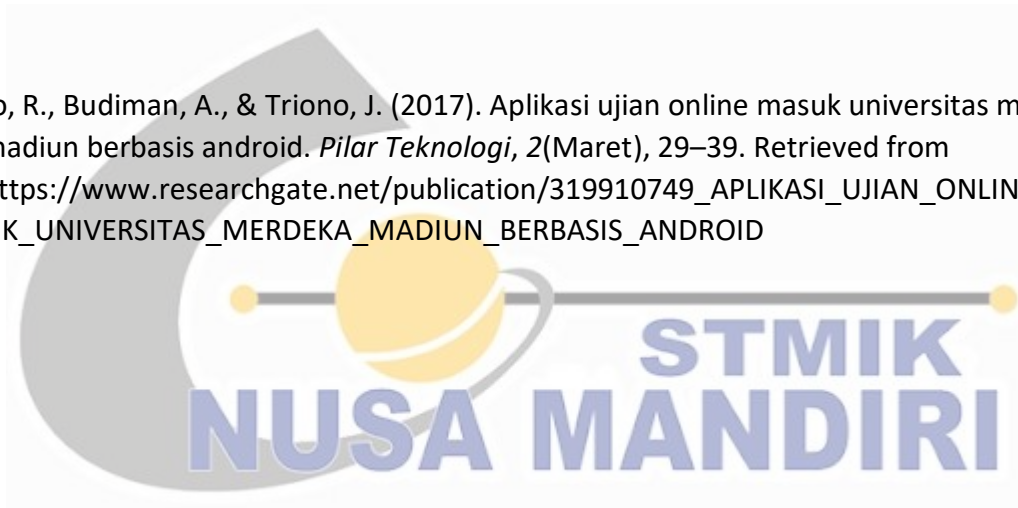 , R., Budiman, A., & Triono, J. (2017). Aplikasi ujian online masuk universitas m
adiun berbasis android. Pilar Teknologi, 2(Maret), 29–39. Retrieved from
ttps://www.researchgate.net/publication/319910749_APLIKASI_UJIAN_ONLIN
K_UNIVERSITAS_MERDEKA_MADIUN_BERBASIS_ANDROID
STMIK
NUSA MANDIRI